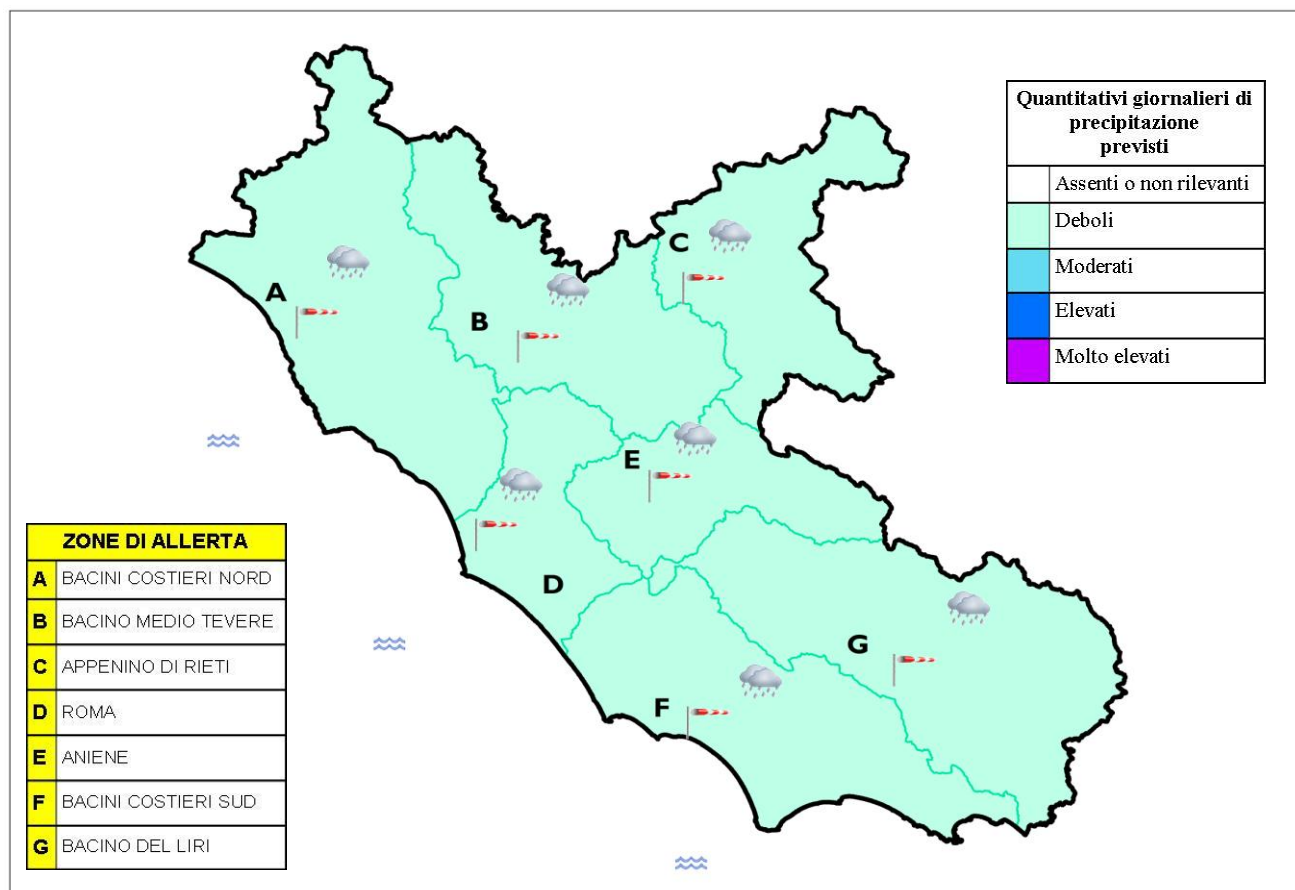 Quantitativi giornalieri di
precipitazione
previsti
Assenti o non rilevanti
Deboli
Moderati
Elevati
Molto elevati
A
B
C
D
E
F
G
ZONE DI ALLERTA
A BACINI COSTIERI NORD
B BACINO MEDIO TEVERE
C APPENINO DI RIETI
D ROMA
E ANIENE
F BACINI COSTIERI SUD
G BACINO DEL LIRI